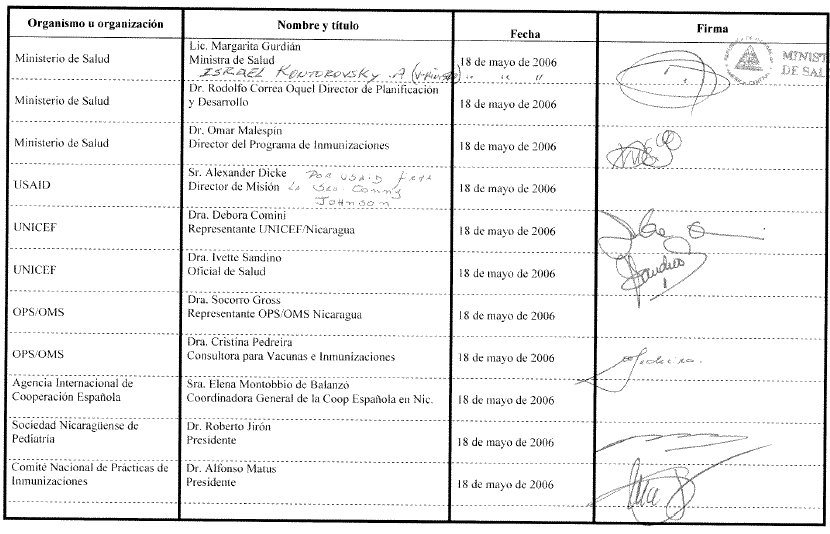 Organismo u organización Nombre y título Fecha Firma
Ministerio de Salud
Lic. Margarita Gurdián
Ministra de Salud
18 de mayo de 2006
MINIST
DE SAL
ISRAEL KONTOROVSKY A
" " "
Ministerio de Salud
Dr. Rodolfo Correa Oquel Director de Planificación
y Desarrollo
18 de mayo de 2006
Ministerio de Salud
Dr. Omar Malespín
Director del Programa de Inmunizaciones
18 de mayo de 2006
USAID
Sr. Alexander Dicke Por USAID firma
Director de Misión la Sra. Conny
Johnson
18 de mayo de 2006
UNICEF
Dra. Debora Comini
Representante UNICEF/Nicaragua
18 de mayo de 2006
UNICEF
Dra. Ivette Sandino
Oficial de Salud
18 de mayo de 2006
OPS/OMS
Dra. Socorro Gross
Representante OPS/OMS Nicaragua
18 de mayo de 2006
OPS/OMS
Dra. Cristina Pedreira
Consultora para Vacunas e Inmunizaciones
18 de mayo de 2006
Agencia Internacional de
Cooperación Española
Sra. Elena Montobbio de Balanzó
Coordinadora General de la Coop Española en Nic.
18 de mayo de 2006
Sociedad Nicaragüense de
Pediatría
Dr. Roberto Jirón
Presidente
18 de mayo de 2006
Comité Nacional de Prácticas de
Inmunizaciones
Dr. Alfonso Matus
Presidente
18 de mayo de 2006